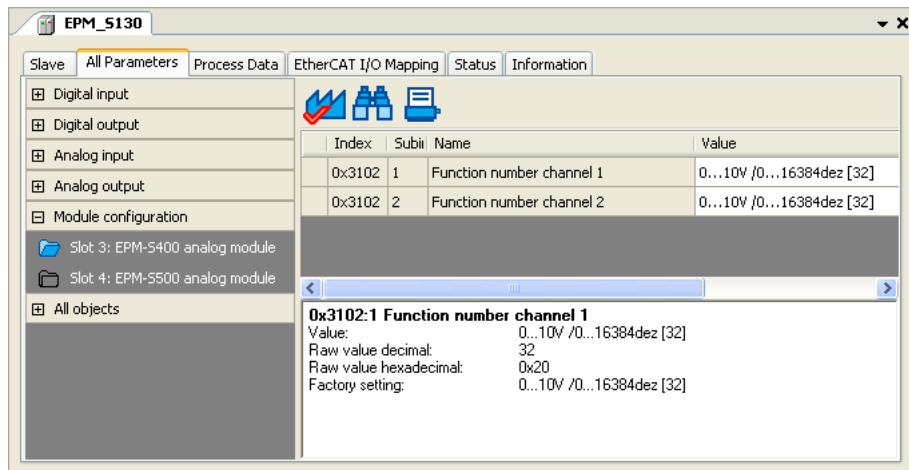 EPM_S130
Slave All Parameters Process Data EtherCAT I/O Mapping Status Information
Digital input
Digital output
Analog input
Analog output
Module configuration
Slot 3: EPM-S400 analog module
Slot 4: EPM-S500 analog module
All objects
Index Subii Name Value
0x3102 1 Function number channel 1 0...10V /0...16384dez [32]
0x3102 2 Function number channel 2 0...10V /0...16384dez [32]
0x3102:1 Function number channel 1
Value: 0...10V /0...16384dez [32]
Raw value decimal: 32
Raw value hexadecimal: 0x20
Factory setting: 0...10V /0...16384dez [32]